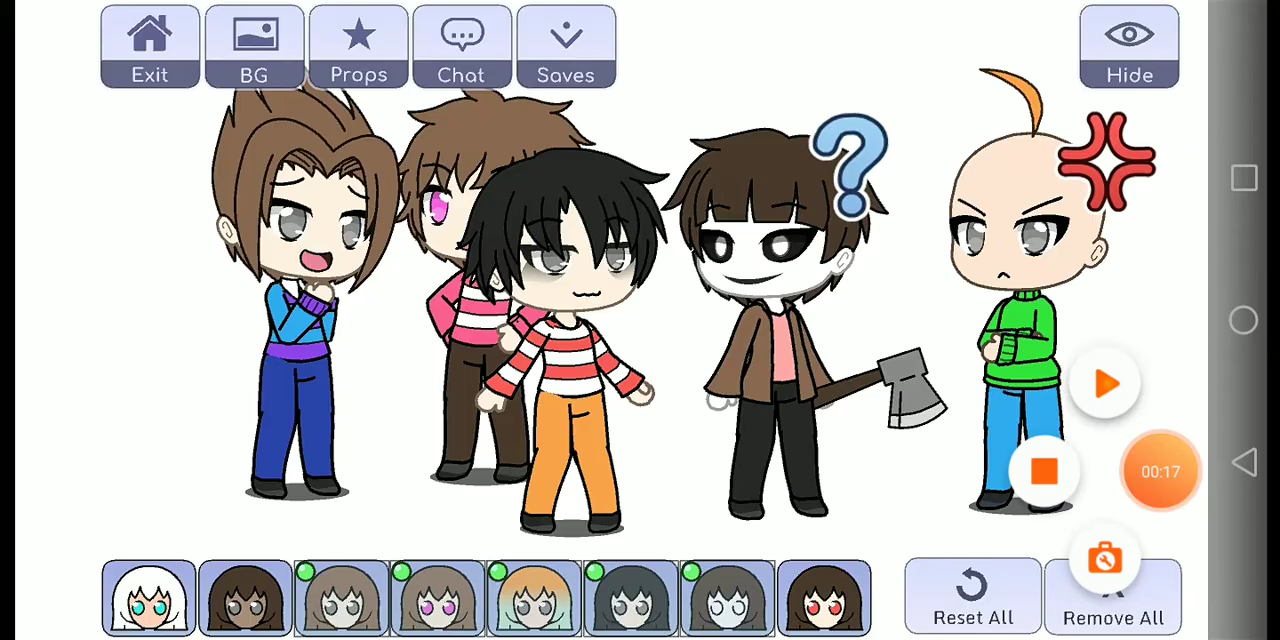 Exit
BG
Props
Chat
Saves
Hide
?
00:17
Reset All
Remove All